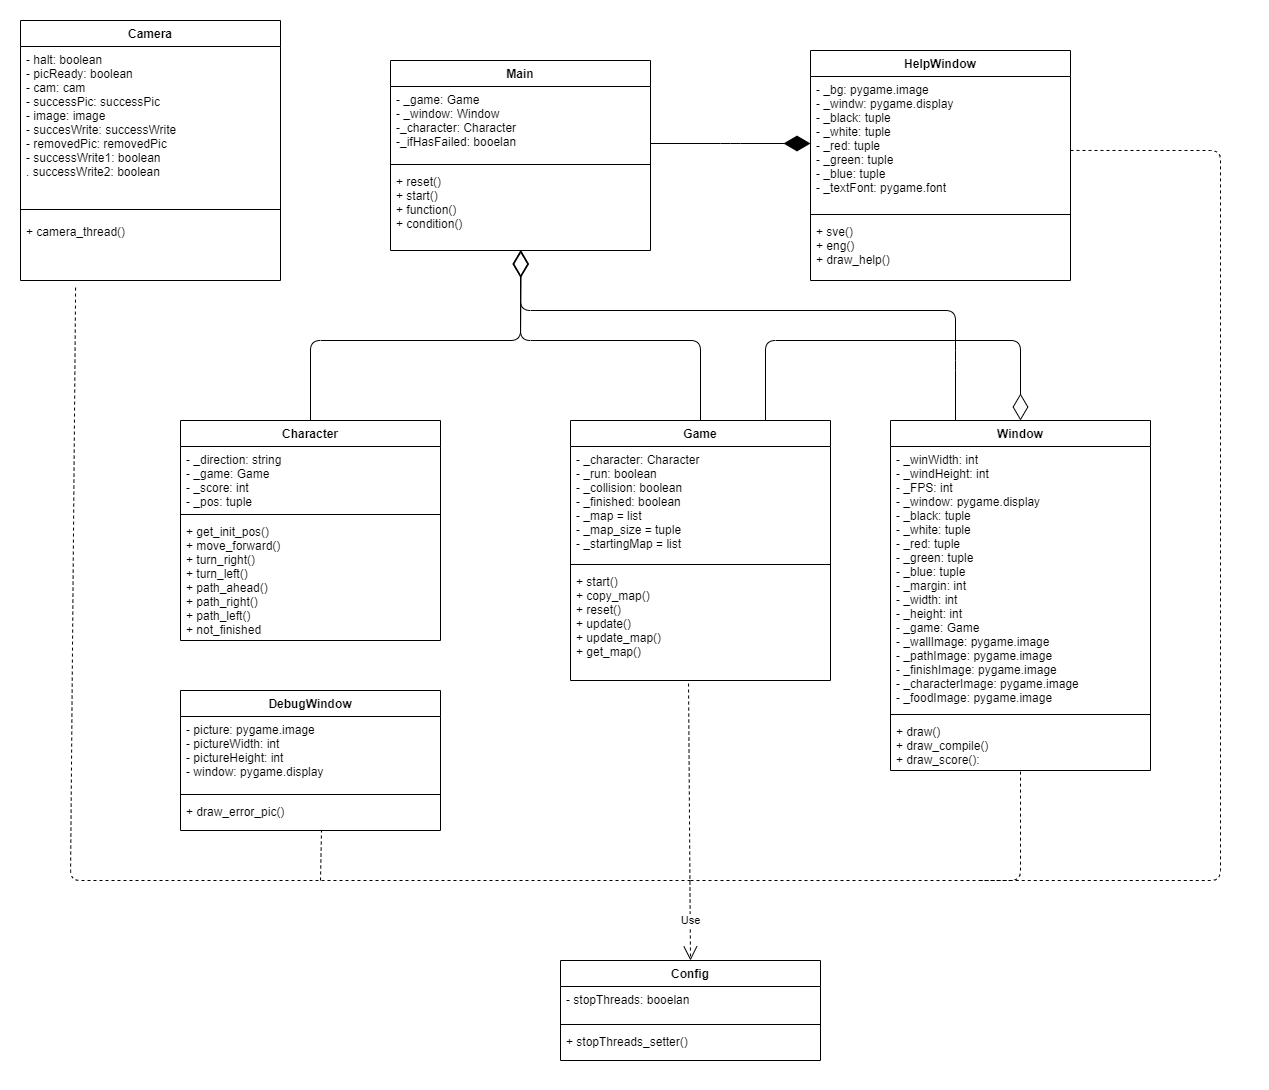 Camera
- halt: boolean
- picReady: boolean
- cam: cam
- successPic: successPic
- image: image
- succesWrite: successWrite
- removedPic: removedPic
- successWrite1: boolean
. successWrite2: boolean
+ camera_thread()
Main
- _game: Game
- _window: Window
-_character: Character
-_ifHasFailed: booelan
+ reset()
+ start()
+ function()
+ condition()
HelpWindow
- _bg: pygame.image
- _windw: pygame.display
- _black: tuple
- _white: tuple
- _red: tuple
- _green: tuple
- _blue: tuple
- _textFont: pygame.font
+ sve()
+ eng()
+ draw_help()
Character
- _direction: string
- _game: Game
- _score: int
- _pos: tuple
+ get_init_pos()
+ move_forward()
+ turn_right()
+ turn_left()
+ path_ahead()
+ path_right()
+ path_left()
+ not_finished
Game
- _character: Character
- _run: boolean
- _collision: boolean
- _finished: boolean
- _map = list
- _map_size = tuple
- _startingMap = list
+ start()
+ copy_map()
+ reset()
+ update()
+ update_map()
+ get_map()
Window
- _winWidth: int
- _windHeight: int
- _FPS: int
- _window: pygame.display
- _black: tuple
- _white: tuple
- _red: tuple
- _green: tuple
- _blue: tuple
- _margin: int
- _width: int
- _height: int
- _game: Game
- _wallImage: pygame.image
- _pathImage: pygame.image
- _finishImage: pygame.image
- _characterImage: pygame.image
- _foodImage: pygame.image
+ draw()
+ draw_compile()
+ draw_score():
DebugWindow
- picture: pygame.image
- pictureWidth: int
- pictureHeight: int
- window: pygame.display
+ draw_error_pic()
Use
Config
- stopThreads: booelan
+ stopThreads_setter()